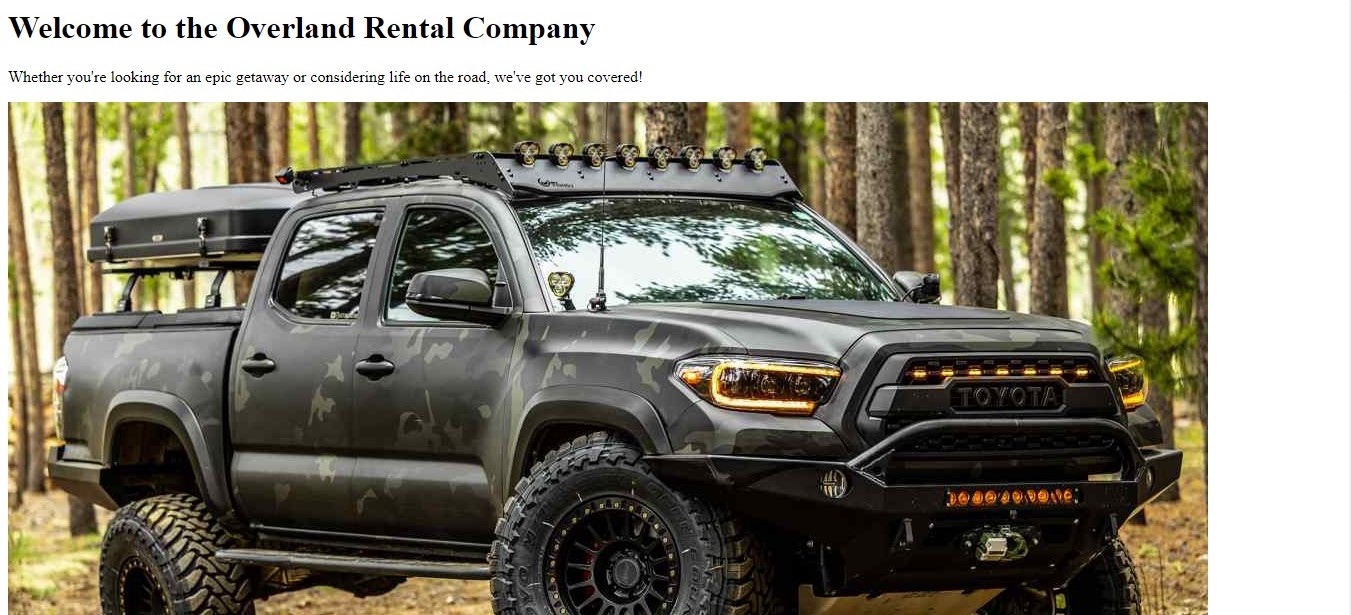 Welcome to the Overland Rental Company
Whether you're looking for an epic getaway or considering life on the road, we've got you covered!
TOYOTA